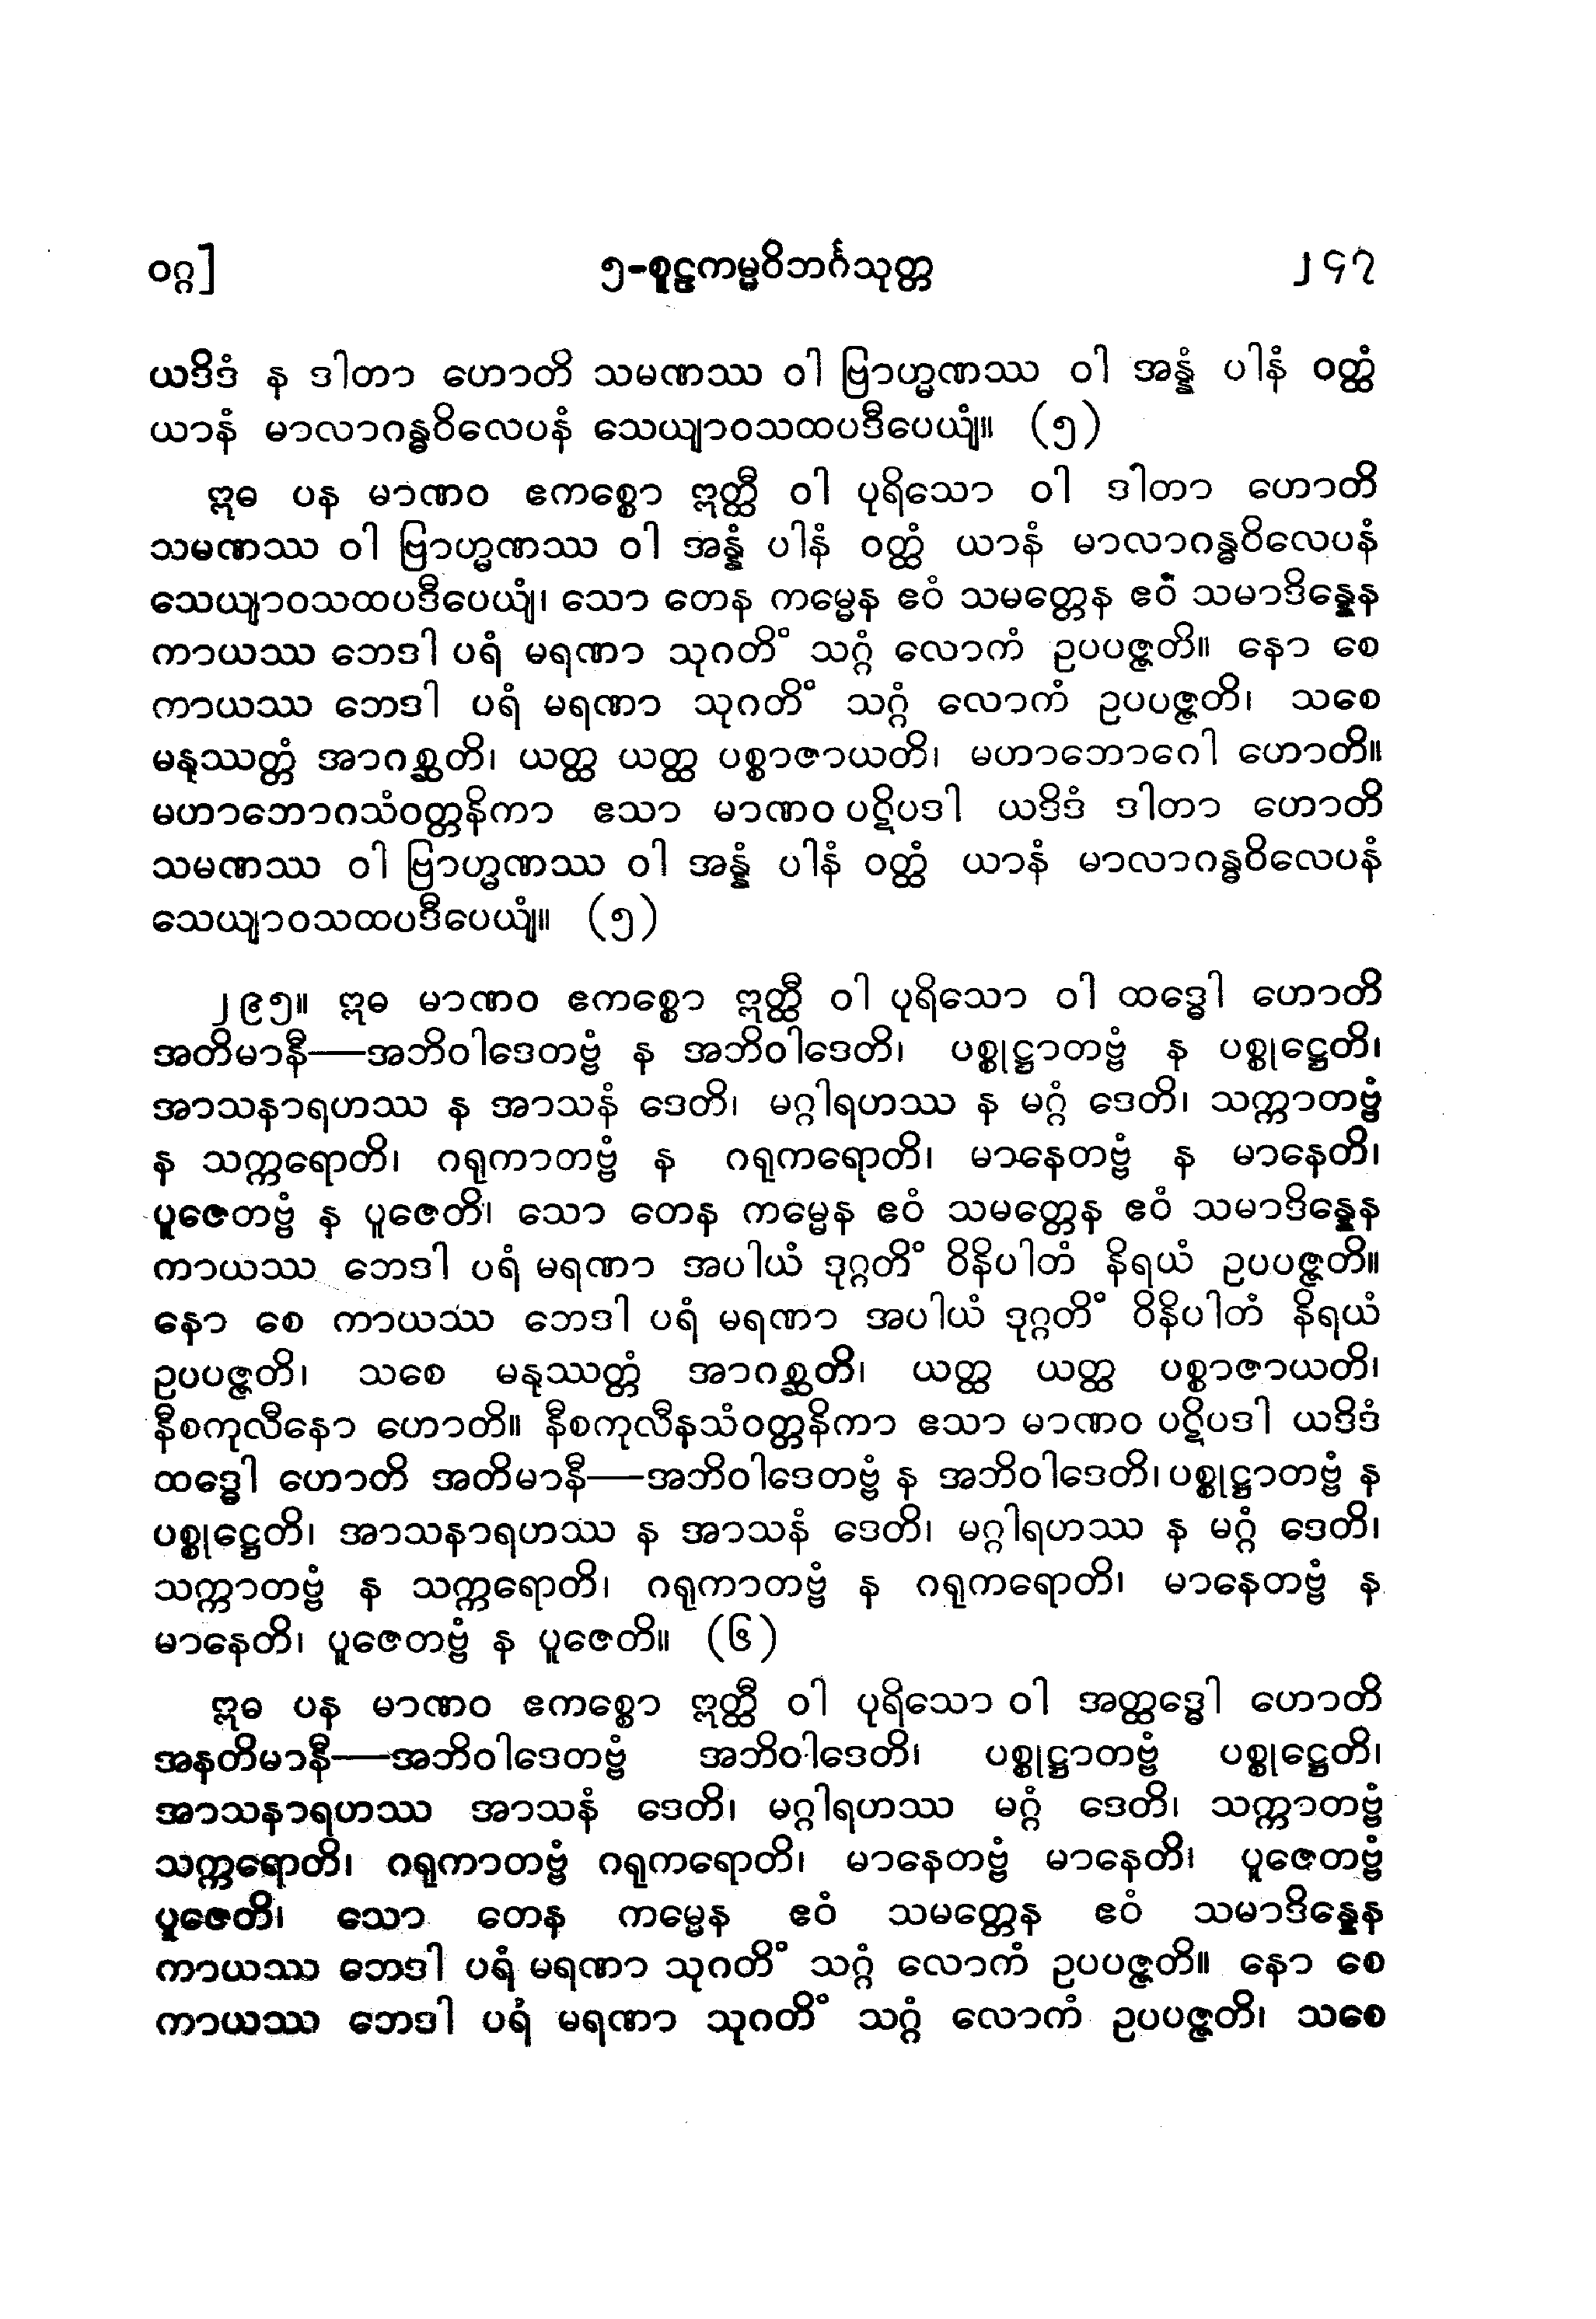 ဝဂ္ဂ]
၅-စူဠကမ္မဝိဘင်္ဂသုတ္တ
၂၄၇
ယဒိဒံ န ဒါတာ ဟောတိ သမဏဿ ဝါ ဗြာဟ္မဏဿ ဝါ အန္နံ ပါနံ ဝတ္ထံ
ယာနံ မာလာဂန္ဓဝိလေပနံ သေယျာဝသထပဒီပေယျံ။ (၅)
ဣဓ ပန မာဏဝ ဧကစ္စော ဣတ္ထီ ဝါ ပုရိသော ဝါ ဒါတာ ဟောတိ
သမဏဿ ဝါ ဗြာဟ္မဏဿ ဝါ အန္နံ ပါနံ ဝတ္ထံ ယာနံ မာလာဂန္ဓဝိလေပနံ
သေယျာဝသထပဒီပေယျံ၊ သော တေန ကမ္မေန ဧဝံ သမတ္တေန ဧဝံ သမာဒိန္နေန
ကာယဿ ဘေဒါ ပရံ မရဏာ သုဂတိံ သဂ္ဂံ လောကံ ဥပပဇ္ဇတိ။ နော စေ
ကာယဿ ဘေဒါ ပရံ မရဏာ သုဂတိံ သဂ္ဂံ လောကံ ဥပပဇ္ဇတိ၊ သစေ
မနုဿတ္တံ အာဂစ္ဆတိ၊ ယတ္ထ ယတ္ထ ပစ္စာဇာယတိ၊ မဟာဘောဂေါ ဟောတိ။
မဟာဘောဂသံဝတ္တနိကာ ဧသာ မာဏဝ ပဋိပဒါ ယဒိဒံ ဒါတာ ဟောတိ
သမဏဿ ဝါ ဗြာဟ္မဏဿ ဝါ အန္နံ ပါနံ ဝတ္ထံ ယာနံ မာလာဂန္ဓဝိလေပနံ
သေယျာဝသထပဒီပေယျံ။ (၅)
၂၉၅။ ဣဓ မာဏဝ ဧကစ္စော ဣတ္ထီ ဝါ ပုရိသော ဝါ ထဒ္ဓေါ ဟောတိ
အတိမာနီ—အဘိဝါဒေတဗ္ဗံ န အဘိဝါဒေတိ၊ ပစ္စုဋ္ဌာတဗ္ဗံ န ပစ္စုဋ္ဌေတိ၊
အာသနာရဟဿ န အာသနံ ဒေတိ၊ မဂ္ဂါရဟဿ န မဂ္ဂံ ဒေတိ၊ သက္ကာတဗ္ဗံ
န သက္ကရောတိ၊ ဂရုကာတဗ္ဗံ န ဂရုကရောတိ၊ မာနေတဗ္ဗံ န မာနေတိ၊
ပူဇေတဗ္ဗံ န ပူဇေတိ၊ သော တေန ကမ္မေန ဧဝံ သမတ္တေန ဧဝံ သမာဒိန္နေန
ကာယဿ ဘေဒါ ပရံ မရဏာ အပါယံ ဒုဂ္ဂတိံ ဝိနိပါတံ နိရယံ ဥပပဇ္ဇတိ။
နော စေ ကာယဿ ဘေဒါ ပရံ မရဏာ အပါယံ ဒုဂ္ဂတိံ ဝိနိပါတံ နိရယံ
ဥပပဇ္ဇတိ၊ သစေ မနုဿတ္တံ အာဂစ္ဆတိ၊ ယတ္ထ ယတ္ထ ပစ္စာဇာယတိ၊
နီစကုလီနော ဟောတိ။ နီစကုလီနသံဝတ္တနိကာ ဧသာ မာဏဝ ပဋိပဒါ ယဒိဒံ
ထဒ္ဓေါ ဟောတိ အတိမာနီ—အဘိဝါဒေတဗ္ဗံ န အဘိဝါဒေတိ၊ ပစ္စုဋ္ဌာတဗ္ဗံ န
ပစ္စုဋ္ဌေတိ၊ အာသနာရဟဿ န အာသနံ ဒေတိ၊ မဂ္ဂါရဟဿ န မဂ္ဂံ ဒေတိ၊
သက္ကာတဗ္ဗံ န သက္ကရောတိ၊ ဂရုကာတဗ္ဗံ န ဂရုကရောတိ၊ မာနေတဗ္ဗံ န
မာနေတိ၊ ပူဇေတဗ္ဗံ န ပူဇေတိ။ (၆)
ဣဓ ပန မာဏဝ ဧကစ္စော ဣတ္ထီ ဝါ ပုရိသော ဝါ အတ္ထဒ္ဓေါ ဟောတိ
အနတိမာနီ—အဘိဝါဒေတဗ္ဗံ အဘိဝါဒေတိ၊ ပစ္စုဋ္ဌာတဗ္ဗံ ပစ္စုဋ္ဌေတိ၊
အာသနာရဟဿ အာသနံ ဒေတိ၊ မဂ္ဂါရဟဿ မဂ္ဂံ ဒေတိ၊ သက္ကာတဗ္ဗံ
သက္ကရောတိ၊ ဂရုကာတဗ္ဗံ ဂရုကရောတိ၊ မာနေတဗ္ဗံ မာနေတိ၊ ပူဇေတဗ္ဗံ
ပူဇေတိ၊ သော တေန ကမ္မေန ဧဝံ သမတ္တေန ဧဝံ သမာဒိန္နေန
ကာယဿ ဘေဒါ ပရံ မရဏာ သုဂတိံ သဂ္ဂံ လောကံ ဥပပဇ္ဇတိ။ နော စေ
ကာယဿ ဘေဒါ ပရံ မရဏာ သုဂတိံ သဂ္ဂံ လောကံ ဥပပဇ္ဇတိ၊ သစေ